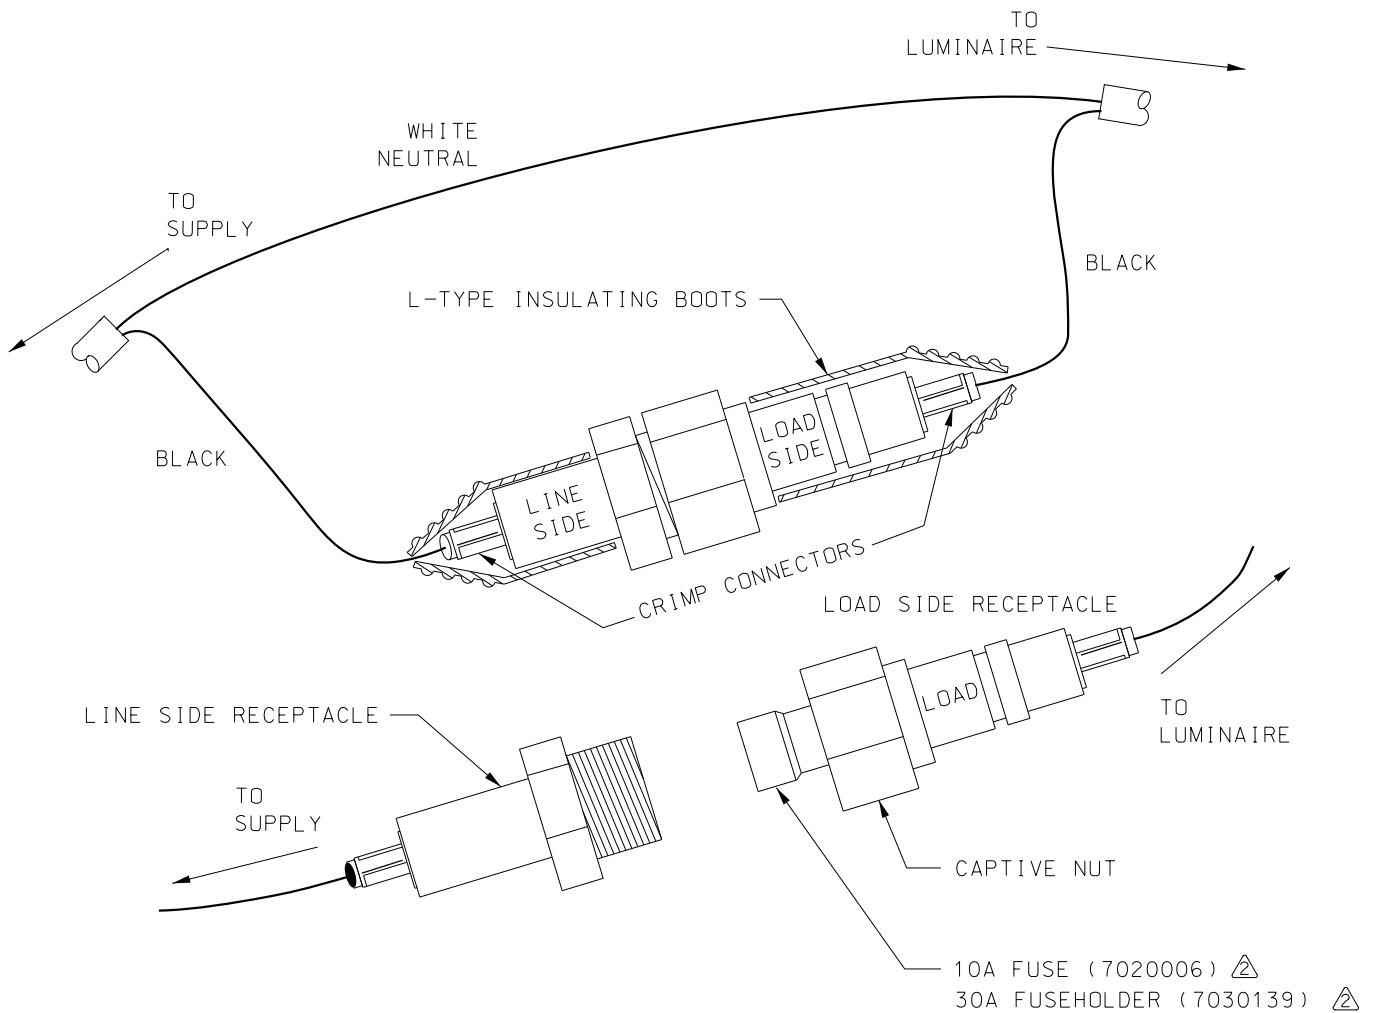 TO
LUMINAIRE
WHITE
NEUTRAL
TO
SUPPLY
BLACK
L-TYPE INSULATING BOOTS
LOAD
SIDE
BLACK
LINE
SIDE
CRIMP CONNECTORS
LOAD SIDE RECEPTACLE
LOAD
LINE SIDE RECEPTACLE
TO
LUMINAIRE
TO
SUPPLY
CAPTIVE NUT
10A FUSE (7020006) 2
30A FUSEHOLDER (7030139) 2